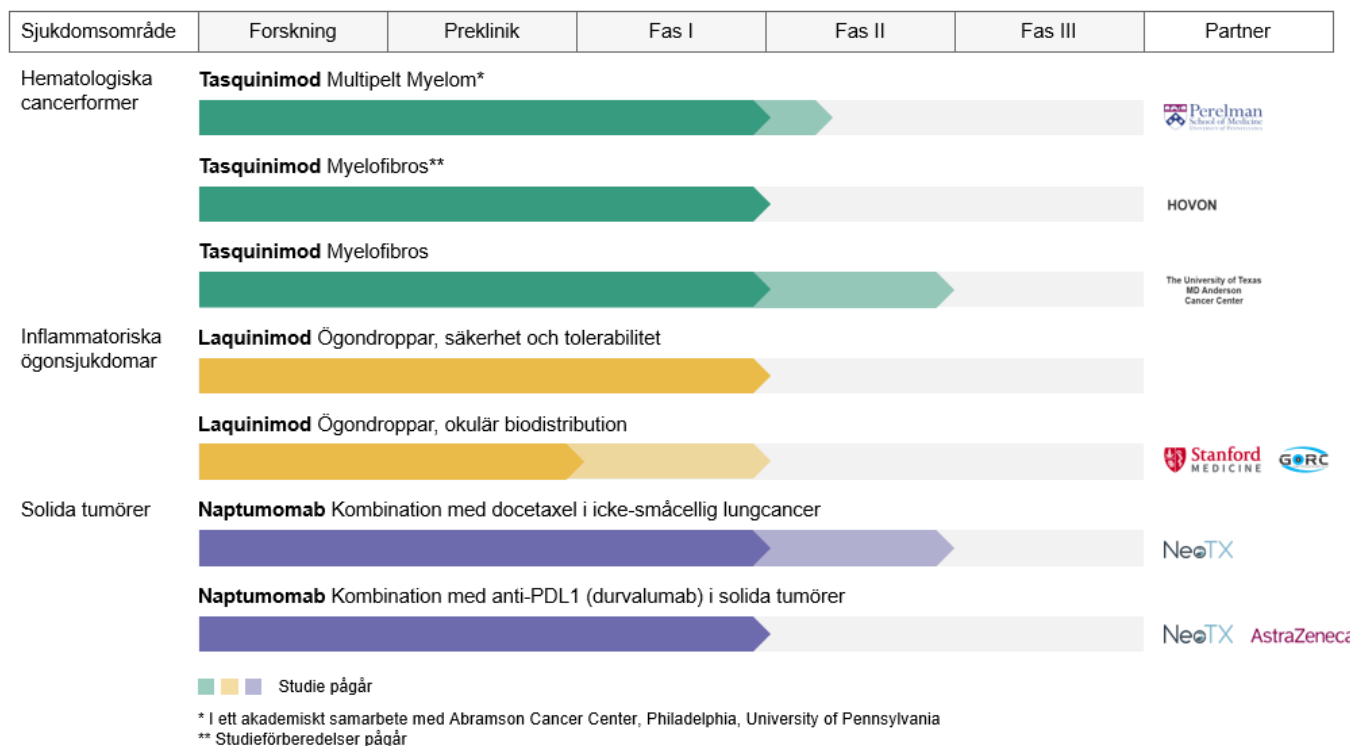 Sjukdomsområde Forskning Preklinik Fas I Fas II Fas III Partner
Hematologiska
cancerformer
Tasquinimod Multipelt Myelom*
Perelman
School of Medicine
University of Pennsylvania
Tasquinimod Myelofibros**
HOVON
Tasquinimod Myelofibros
The University of Texas
MD Anderson
Cancer Center
Inflammatoriska
ögonsjukdomar
Laquinimod Ögondroppar, säkerhet och tolerabilitet
Laquinimod Ögondroppar, okulär biodistribution
Stanford
MEDICINE
GORC
Solida tumörer
Naptumomab Kombination med docetaxel i icke-småcellig lungcancer
NeoTX
Naptumomab Kombination med anti-PDL1 (durvalumab) i solida tumörer
NeoTX AstraZeneca
Studie pågår
* I ett akademiskt samarbete med Abramson Cancer Center, Philadelphia, University of Pennsylvania
** Studieförberedelser pågår